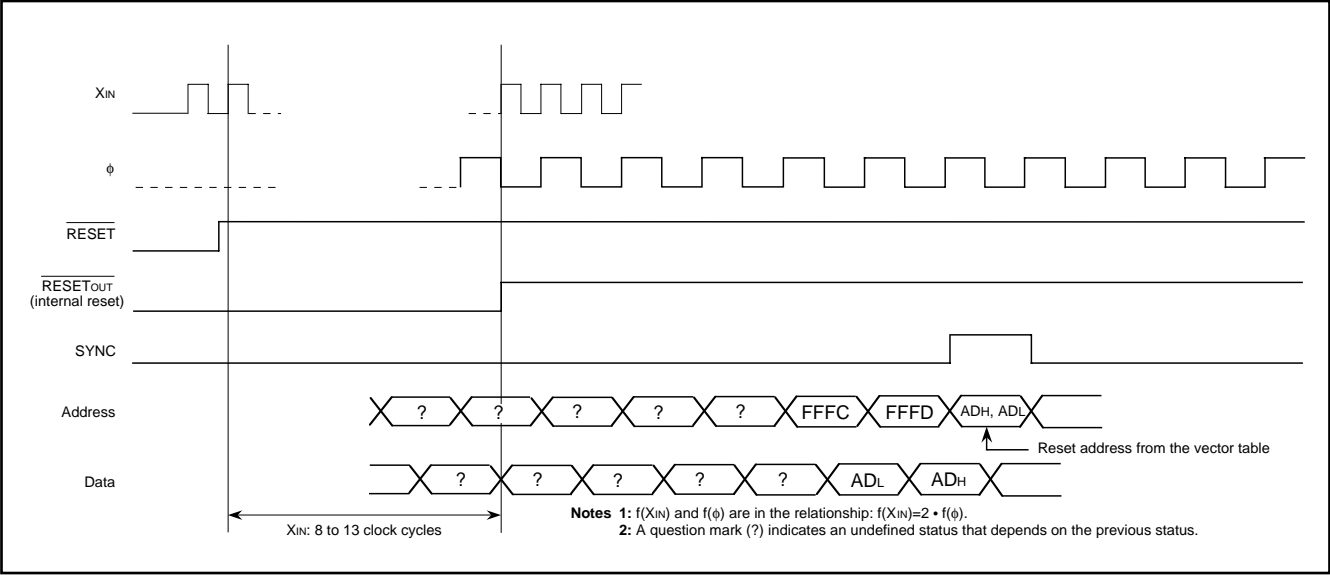 XIN
φ
RESET
RESETOUT
(internal reset)
SYNC
Address
? ? ? ? ? FFFC FFFD ADH, ADL
Reset address from the vector table
Data
? ? ? ? ? ADL ADH
XIN: 8 to 13 clock cycles
Notes 1: f(XIN) and f(φ) are in the relationship: f(XIN)=2 • f(φ).
2: A question mark (?) indicates an undefined status that depends on the previous status.